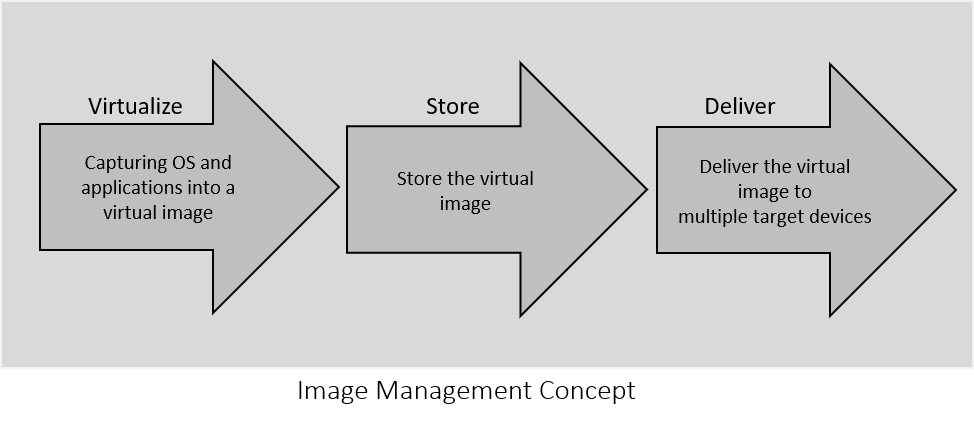 Virtualize
Capturing OS and
applications into a
virtual image
Store
Store the virtual
image
Deliver
Deliver the virtual
image to
multiple target devices
Image Management Concept